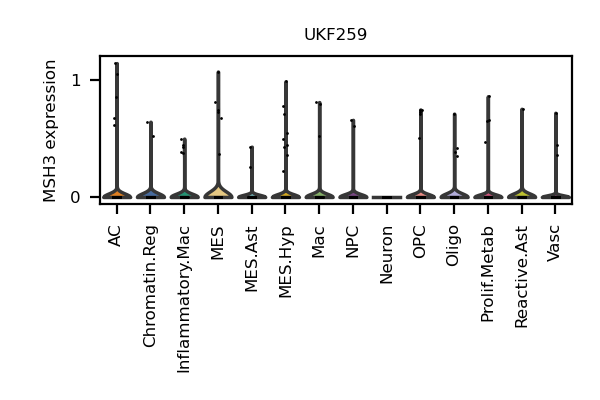 UKF259
MSH3 expression
1
0
AC
Chromatin.Reg
Inflammatory.Mac
MES
MES.Ast
MES.Hyp
Mac
NPC
Neuron
OPC
Oligo
Prolif.Metab
Reactive.Ast
Vasc